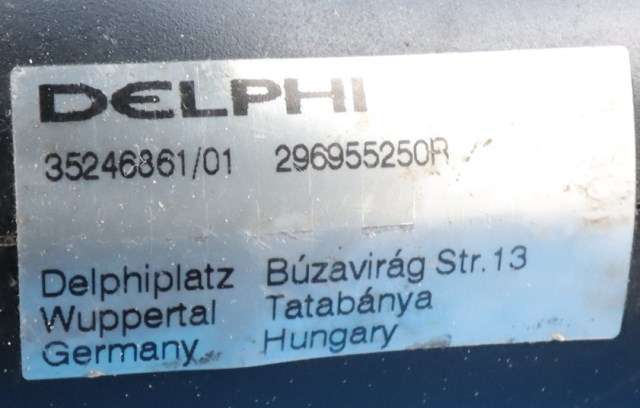 DELPHI
35246861/01 296955250R
Delphiplatz Búzavirág Str.13
Wuppertal Tatabánya
Germany Hungary